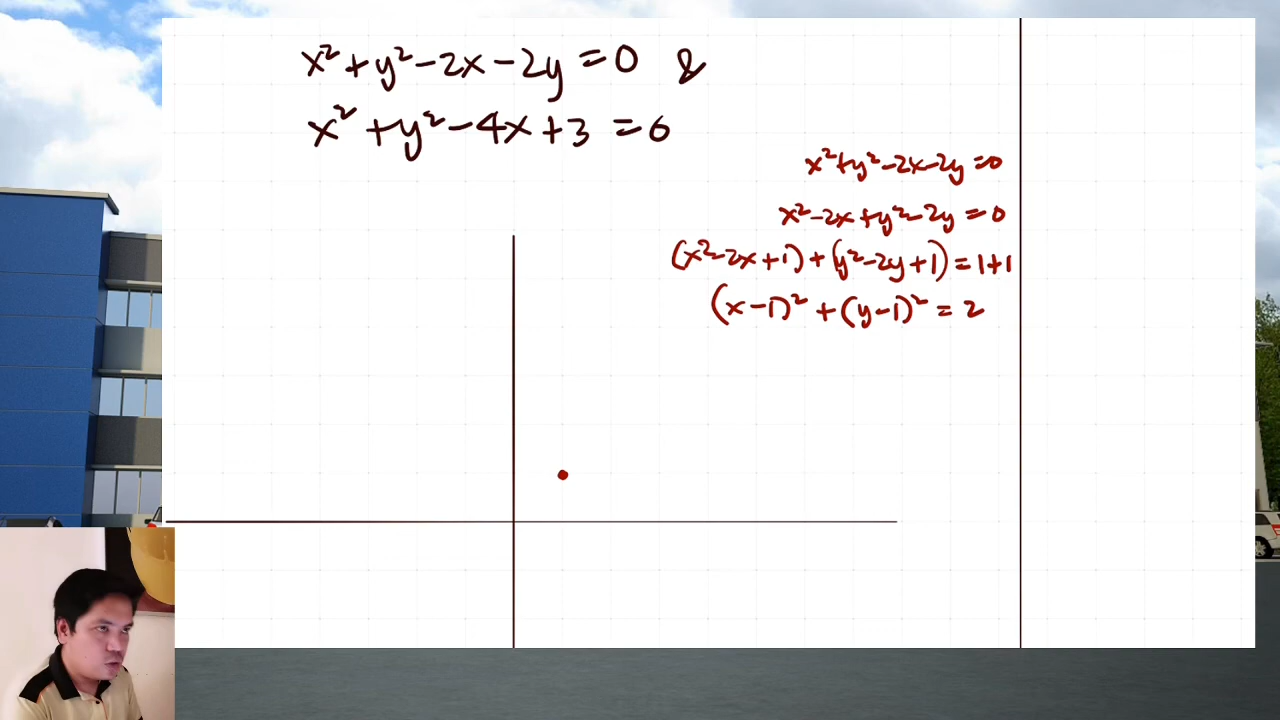 x²+y²-2x-2y=0 &
x²+y²-4x+3=0
x²+y²-2x-2y=0
x²-2x+y²-2y=0
(x²-2x+1)+(y²-2y+1)=1+1
(x-1)²+(y-1)²=2